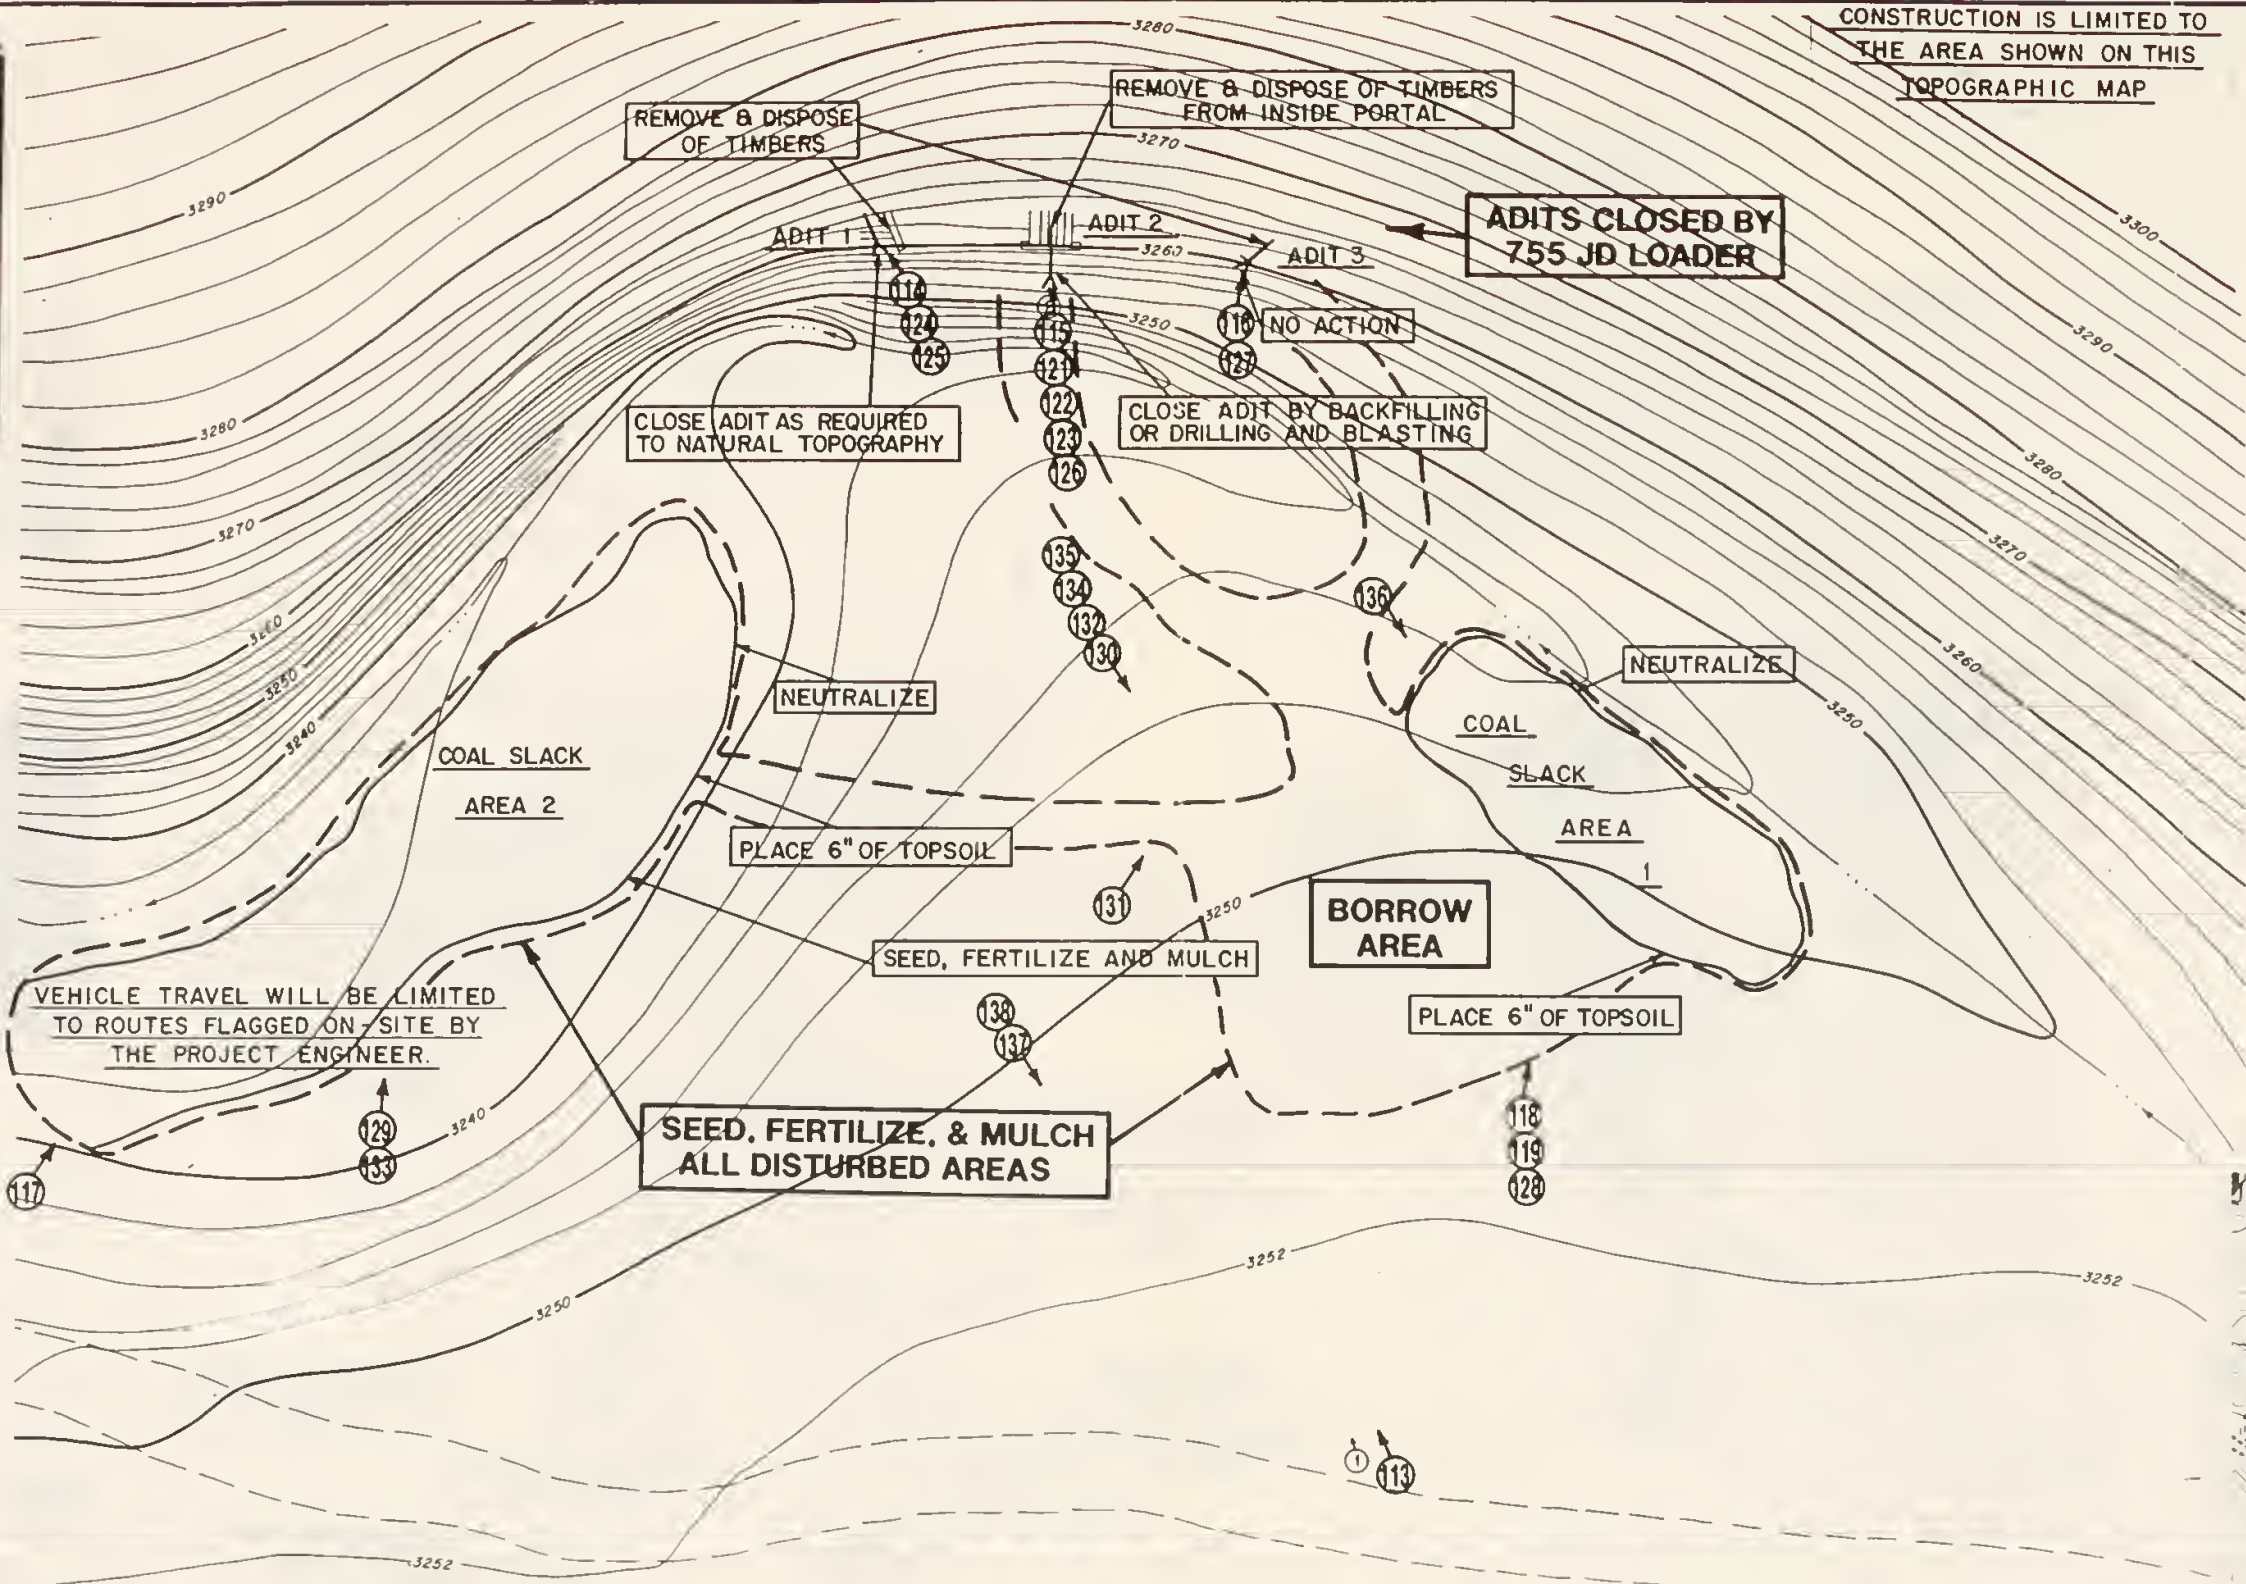 CONSTRUCTION IS LIMITED TO
THE AREA SHOWN ON THIS
TOPOGRAPHIC MAP
3280
REMOVE & DISPOSE OF TIMBERS
FROM INSIDE PORTAL
REMOVE & DISPOSE
OF TIMBERS
3270
3290
3300
ADITS CLOSED BY
755 JD LOADER
ADIT 1
ADIT 2
ADIT 3
3260
114
124
125
115
121
122
123
126
3250
116
127
NO ACTION
3290
3280
CLOSE ADIT AS REQUIRED
TO NATURAL TOPOGRAPHY
CLOSE ADIT BY BACKFILLING
OR DRILLING AND BLASTING
3280
3270
3270
135
134
132
130
136
3260
3250
3240
NEUTRALIZE
NEUTRALIZE
3260
3250
COAL SLACK
AREA 2
COAL
SLACK
AREA
1
PLACE 6" OF TOPSOIL
131
3250
BORROW
AREA
SEED, FERTILIZE AND MULCH
VEHICLE TRAVEL WILL BE LIMITED
TO ROUTES FLAGGED ON-SITE BY
THE PROJECT ENGINEER.
138
137
PLACE 6" OF TOPSOIL
129
133
3240
117
SEED, FERTILIZE, & MULCH
ALL DISTURBED AREAS
118
119
128
3252
3252
3250
1
113
3252